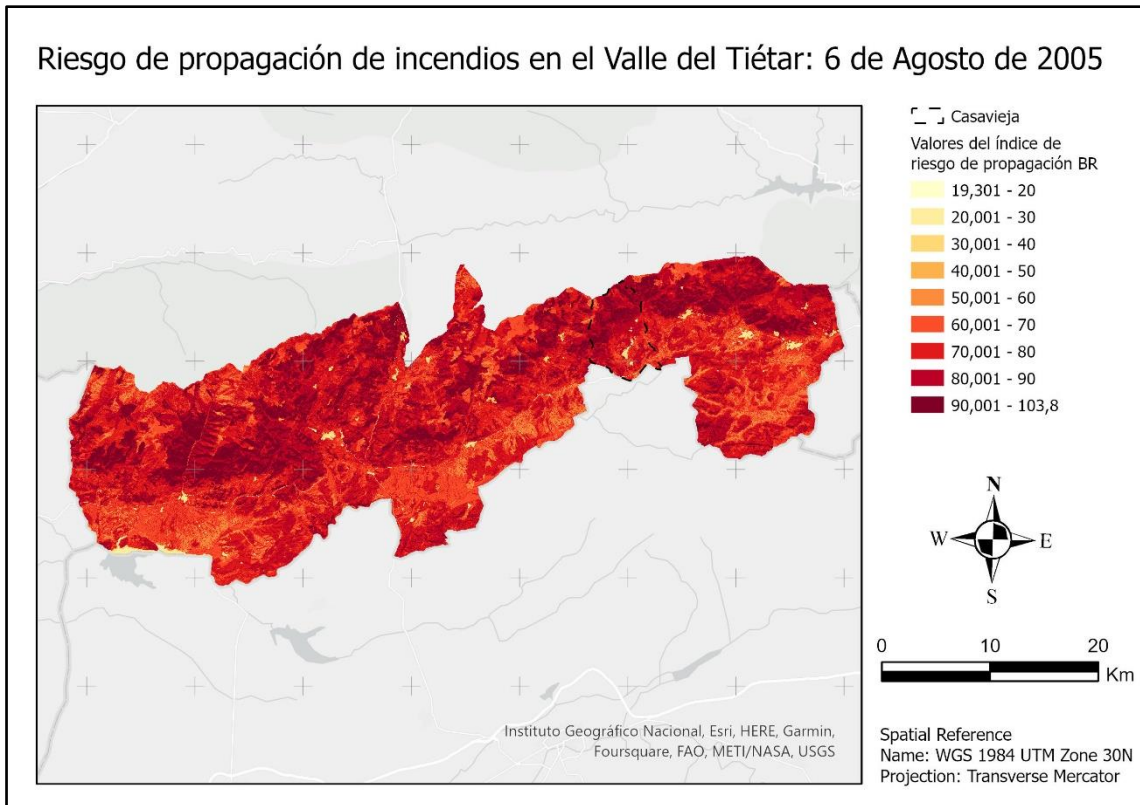 Riesgo de propagación de incendios en el Valle del Tiétar: 6 de Agosto de 2005
Casavieja
Valores del índice de
riesgo de propagación BR
19,301 - 20
20,001 - 30
30,001 - 40
40,001 - 50
50,001 - 60
60,001 - 70
70,001 - 80
80,001 - 90
90,001 - 103,8
N
W
E
S
0 10 20
Km
Instituto Geográfico Nacional, Esri, HERE, Garmin,
Foursquare, FAO, METI/NASA, USGS
Spatial Reference
Name: WGS 1984 UTM Zone 30N
Projection: Transverse Mercator